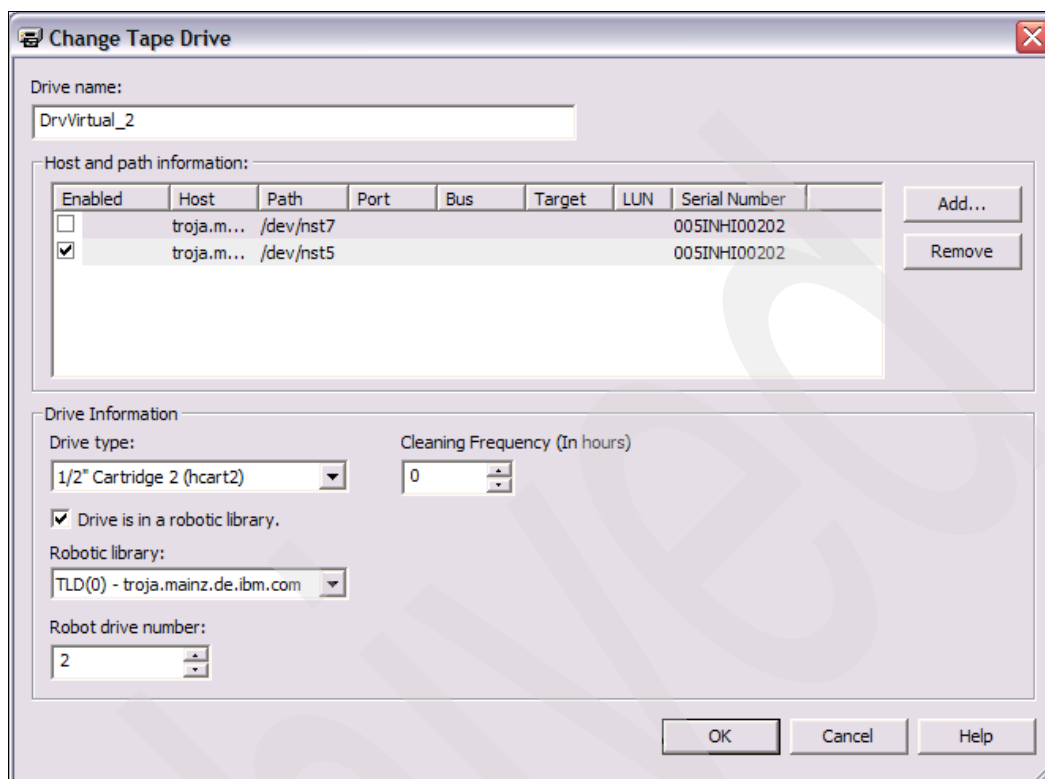 Change Tape Drive
Drive name:
DrvVirtual_2
Host and path information:
Enabled Host Path Port Bus Target LUN Serial Number
troja.m... /dev/nst7 005INHI00202
troja.m... /dev/nst5 005INHI00202
Add...
Remove
Drive Information
Drive type: Cleaning Frequency (In hours)
1/2" Cartridge 2 (hcart2) 0
Drive is in a robotic library.
Robotic library:
TLD(0) - troja.mainz.de.ibm.com
Robot drive number:
2
OK Cancel Help